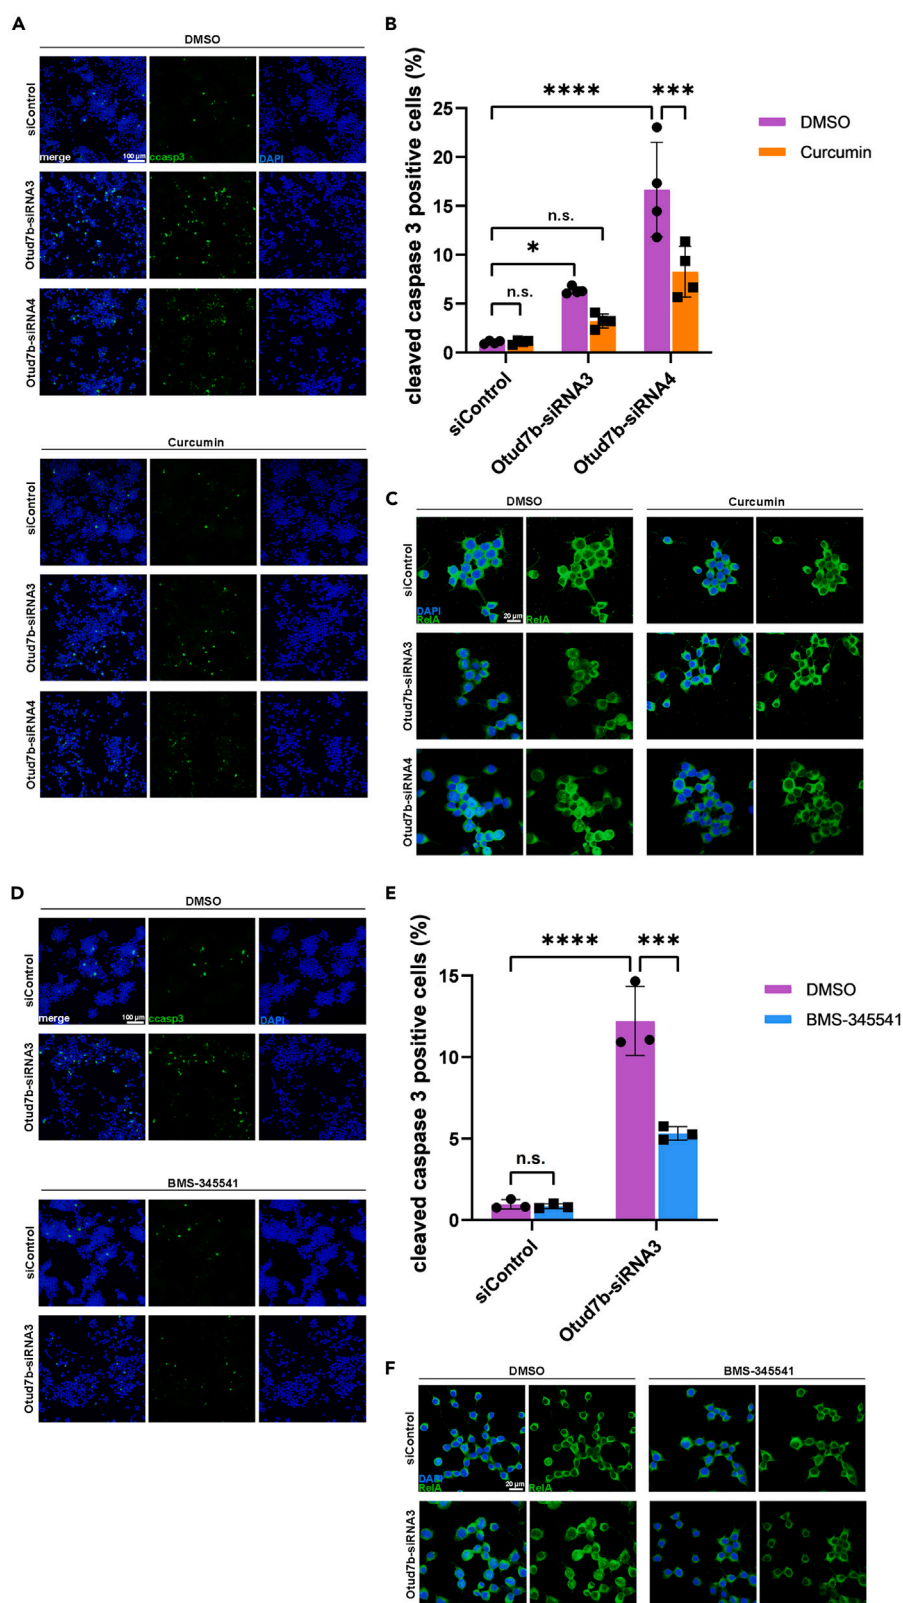 A
DMSO
siControl
merge
100 µm
ccasp3
DAPI
Otud7b-siRNA3
Otud7b-siRNA4
Curcumin
siControl
Otud7b-siRNA3
Otud7b-siRNA4
B
cleaved caspase 3 positive cells (%)
25
20
15
10
5
0
**** ***
n.s.
*
n.s.
siControl
Otud7b-siRNA3
Otud7b-siRNA4
DMSO
Curcumin
C
DMSO Curcumin
siControl
DAPI
RelA
20 µm
RelA
Otud7b-siRNA3
Otud7b-siRNA4
D
DMSO
siControl
merge
100 µm
ccasp3
DAPI
Otud7b-siRNA3
BMS-345541
siControl
Otud7b-siRNA3
E
cleaved caspase 3 positive cells (%)
15
10
5
0
**** ***
n.s.
siControl
Otud7b-siRNA3
DMSO
BMS-345541
F
DMSO BMS-345541
siControl
DAPI
RelA
20 µm
RelA
Otud7b-siRNA3